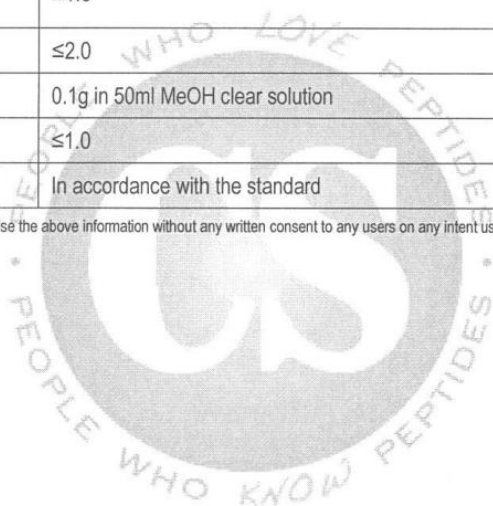 ≤2.0
0.1g in 50ml MeOH clear solution
≤1.0
In accordance with the standard
se the above information without any written consent to any users on any intent us
PEOPLE WHO LOVE PEPTIDES
CS
• PEOPLE WHO KNOW PEPTIDES •